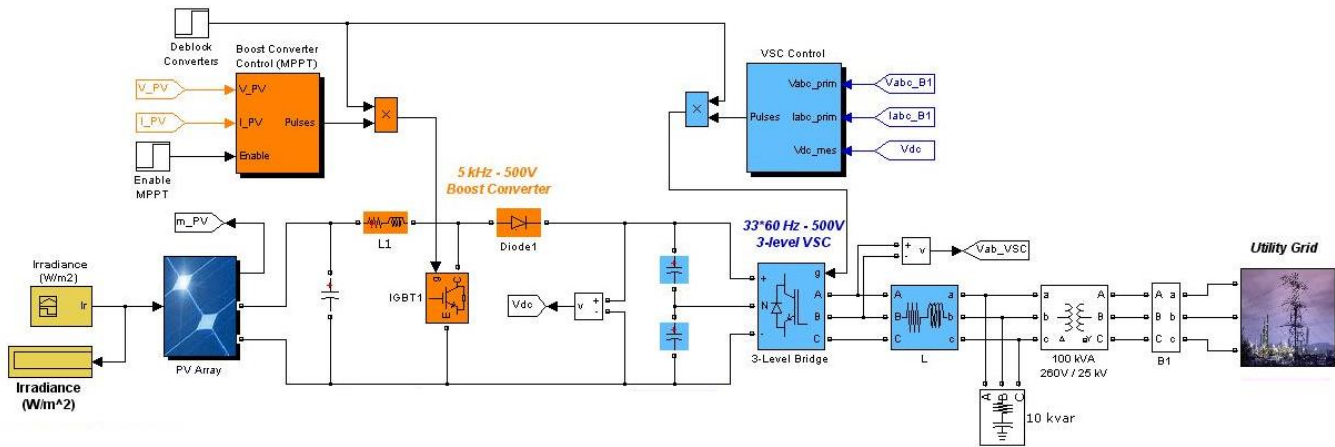 Deblock
Converters
Boost Converter
Control (MPPT)
V_PV
I_PV
V_PV
I_PV
Enable
Pulses
Enable
MPPT
×
VSC Control
Vabc_prim
Iabc_prim
Vdc_mes
Pulses
×
Vabc_B1
Iabc_B1
Vdc
5 kHz - 500V
Boost Converter
33*60 Hz - 500V
3-level VSC
m_PV
Irradiance
(W/m2)
Ir
Irradiance
(W/m^2)
PV Array
+
L1
g
C
E
IGBT1
Diode1
Vdc
v
+
-
+
+
g
+
N
-
A
B
C
3-Level Bridge
+
-
v
Vab_VSC
A
B
C
a
b
c
L
a
b
c
A
B
C
Δ
Y
100 kVA
260V / 25 kV
A
B
C
a
b
c
B1
A
B
C
10 kvar
Utility Grid